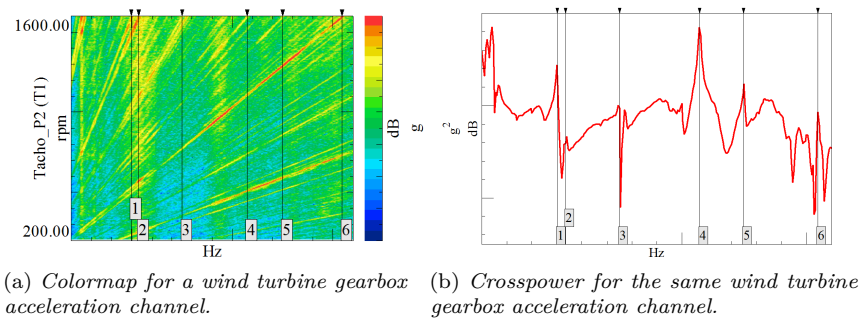 1600.00
Tacho_P2 (T1)
rpm
200.00
1
2
3
4
5
6
Hz
dB
g
g²
dB
1
2
3
4
5
6
Hz
(a) Colormap for a wind turbine gearbox
acceleration channel.
(b) Crosspower for the same wind turbine
gearbox acceleration channel.